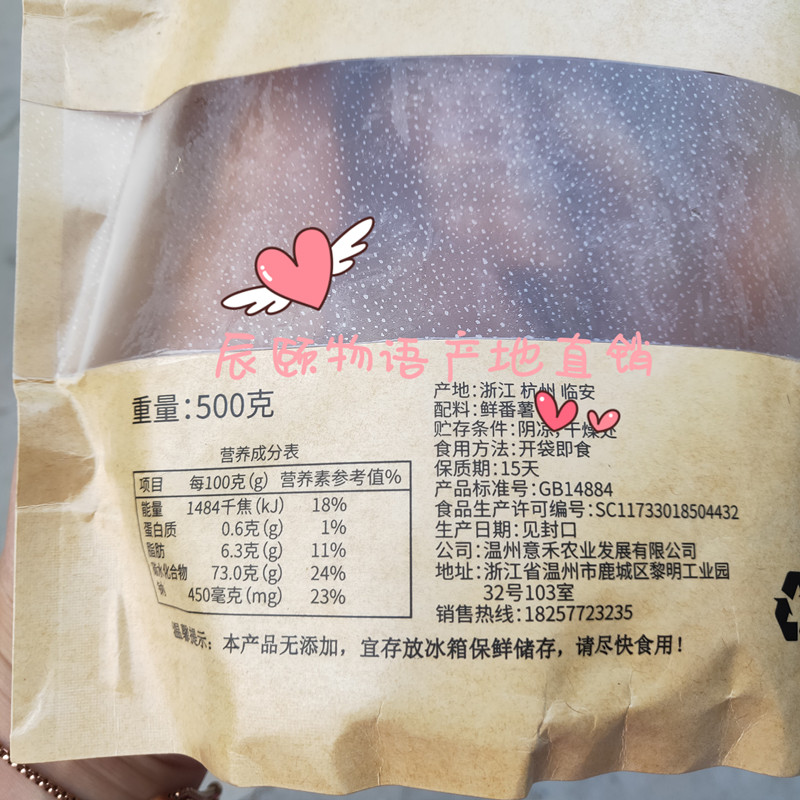 辰颐物语产地直销
重量:500克
营养成分表
项目 每100克(g) 营养素参考值%
能量 1484千焦(kJ) 18%
蛋白质 0.6克(g) 1%
脂肪 6.3克(g) 11%
水化合物 73.0克(g) 24%
钠 450毫克(mg) 23%
产地:浙江 杭州 临安
配料:鲜番薯
贮存条件:阴凉,干燥处
食用方法:开袋即食
保质期:15天
产品标准号:GB14884
食品生产许可编号:SC11733018504432
生产日期:见封口
公司:温州意禾农业发展有限公司
地址:浙江省温州市鹿城区黎明工业园
32号103室
销售热线:18257723235
温馨提示:本产品无添加,宜存放冰箱保鲜储存,请尽快食用!